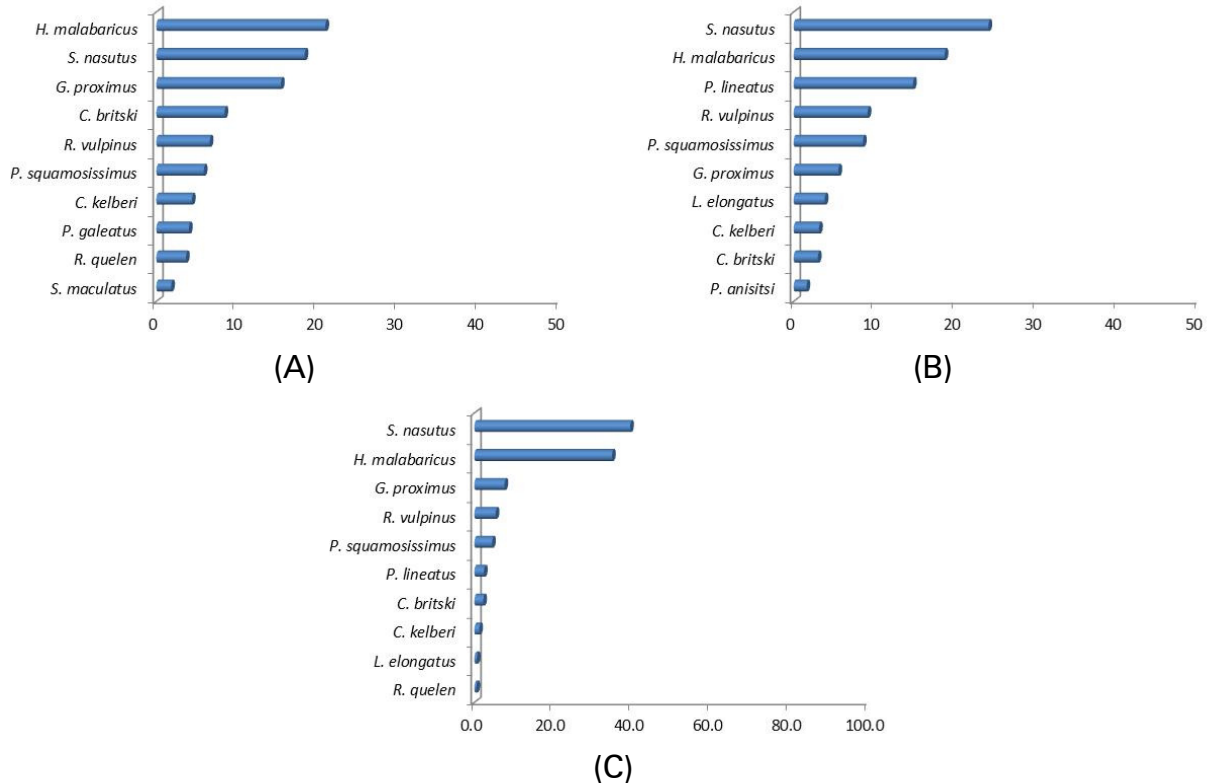 H. malabaricus
S. nasutus
G. proximus
C. britski
R. vulpinus
P. squamosissimus
C. kelberi
P. galeatus
R. quelen
S. maculatus
0 10 20 30 40 50
(A)
S. nasutus
H. malabaricus
P. lineatus
R. vulpinus
P. squamosissimus
G. proximus
L. elongatus
C. kelberi
C. britski
P. anisitsi
0 10 20 30 40 50
(B)
S. nasutus
H. malabaricus
G. proximus
R. vulpinus
P. squamosissimus
P. lineatus
C. britski
C. kelberi
L. elongatus
R. quelen
0.0 20.0 40.0 60.0 80.0 100.0
(C)